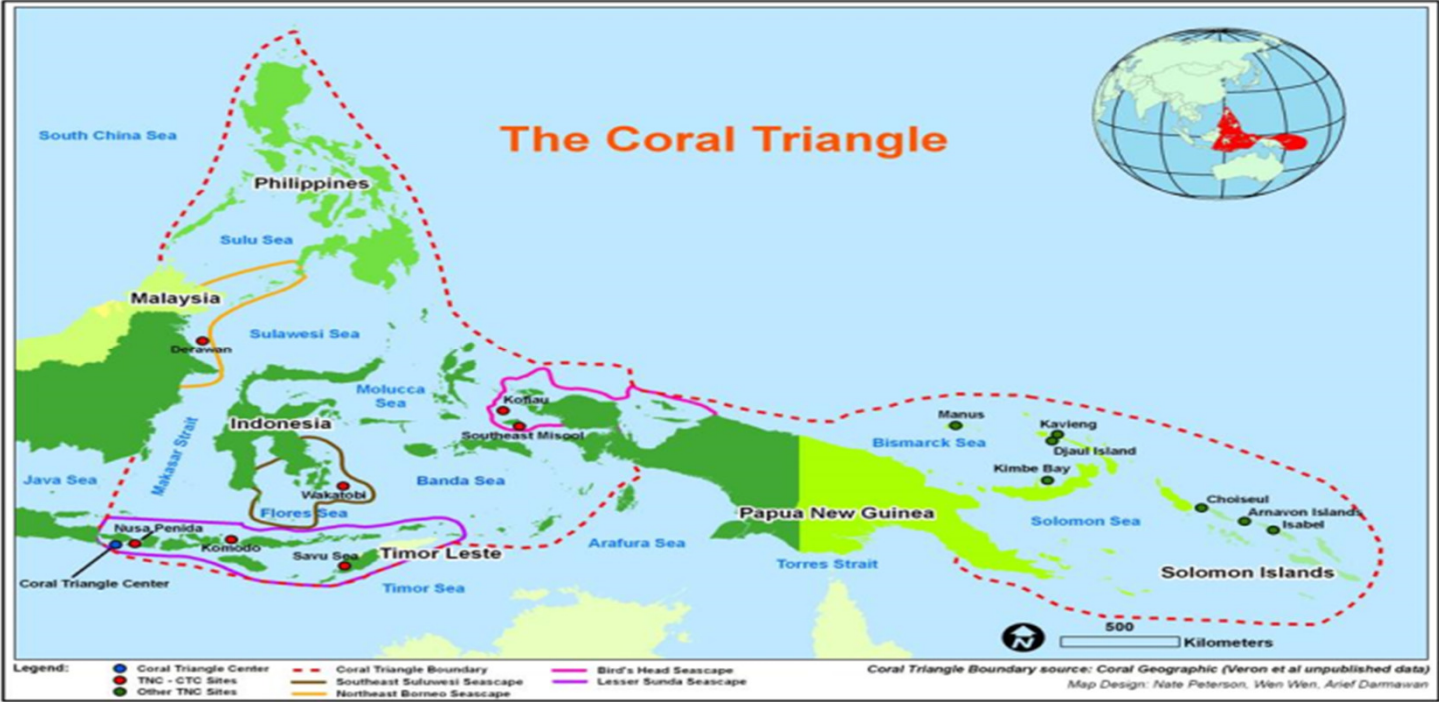 The Coral Triangle
South China Sea
Philippines
Sulu Sea
Malaysia
Sulawesi Sea
Derawan
Molucca
Sea
Kofiau
Indonesia
Southeast Misool
Makasar Strait
Java Sea
Wakatobi
Banda Sea
Flores Sea
Nusa Penida
Komodo
Savu Sea
Timor Leste
Coral Triangle Center
Timor Sea
Arafura Sea
Manus
Bismarck Sea
Kavieng
Djaul Island
Kimbe Bay
Papua New Guinea
Solomon Sea
Choiseul
Arnavon Islands
Isabel
Torres Strait
Solomon Islands
500
Kilometers
Legend:
Coral Triangle Center
TNC - CTC Sites
Other TNC Sites
Coral Triangle Boundary
Southeast Suluwesi Seascape
Northeast Borneo Seascape
Bird's Head Seascape
Lesser Sunda Seascape
Coral Triangle Boundary source: Coral Geographic (Veron et al unpublished data)
Map Design: Nate Peterson, Wen Wen, Arief Darmawan